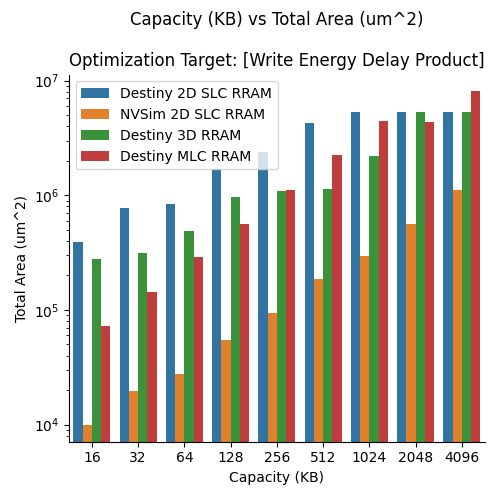 Capacity (KB) vs Total Area (um^2)
Optimization Target: [Write Energy Delay Product]
10^7
10^6
10^5
10^4
Total Area (um^2)
Destiny 2D SLC RRAM
NVSim 2D SLC RRAM
Destiny 3D RRAM
Destiny MLC RRAM
16 32 64 128 256 512 1024 2048 4096
Capacity (KB)